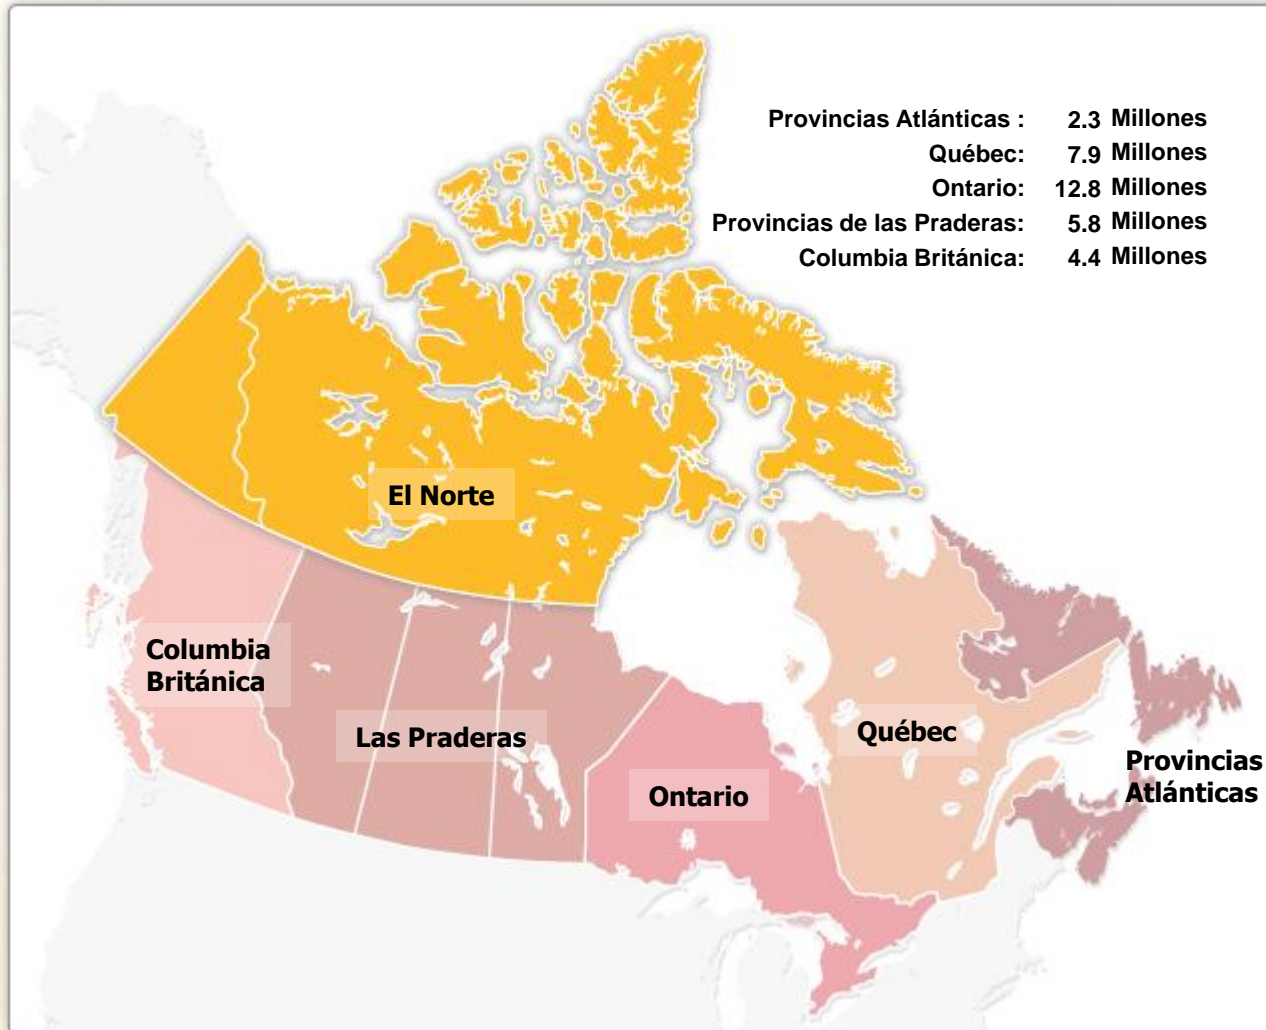 Provincias Atlánticas : 2.3 Millones
Québec: 7.9 Millones
Ontario: 12.8 Millones
Provincias de las Praderas: 5.8 Millones
Columbia Británica: 4.4 Millones
El Norte
Columbia
Británica
Las Praderas
Québec
Ontario
Provincias
Atlánticas